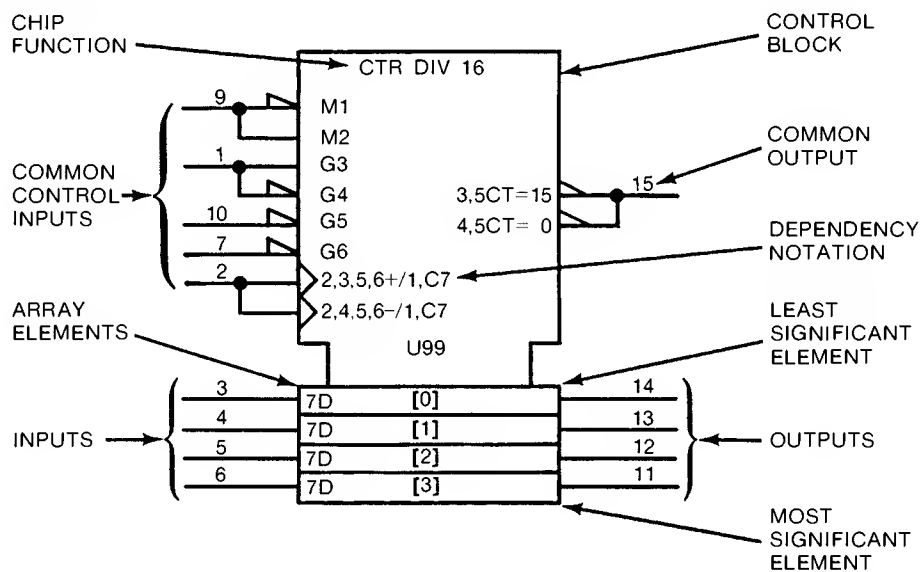 CHIP
FUNCTION
CONTROL
BLOCK
CTR DIV 16
9
M1
M2
1
G3
G4
10
G5
7
G6
2
2,3,5,6+/1,C7
2,4,5,6−/1,C7
3,5CT=15
4,5CT= 0
15
COMMON
OUTPUT
COMMON
CONTROL
INPUTS
DEPENDENCY
NOTATION
ARRAY
ELEMENTS
U99
LEAST
SIGNIFICANT
ELEMENT
3
7D [0]
14
4
7D [1]
13
5
7D [2]
12
6
7D [3]
11
INPUTS
OUTPUTS
MOST
SIGNIFICANT
ELEMENT